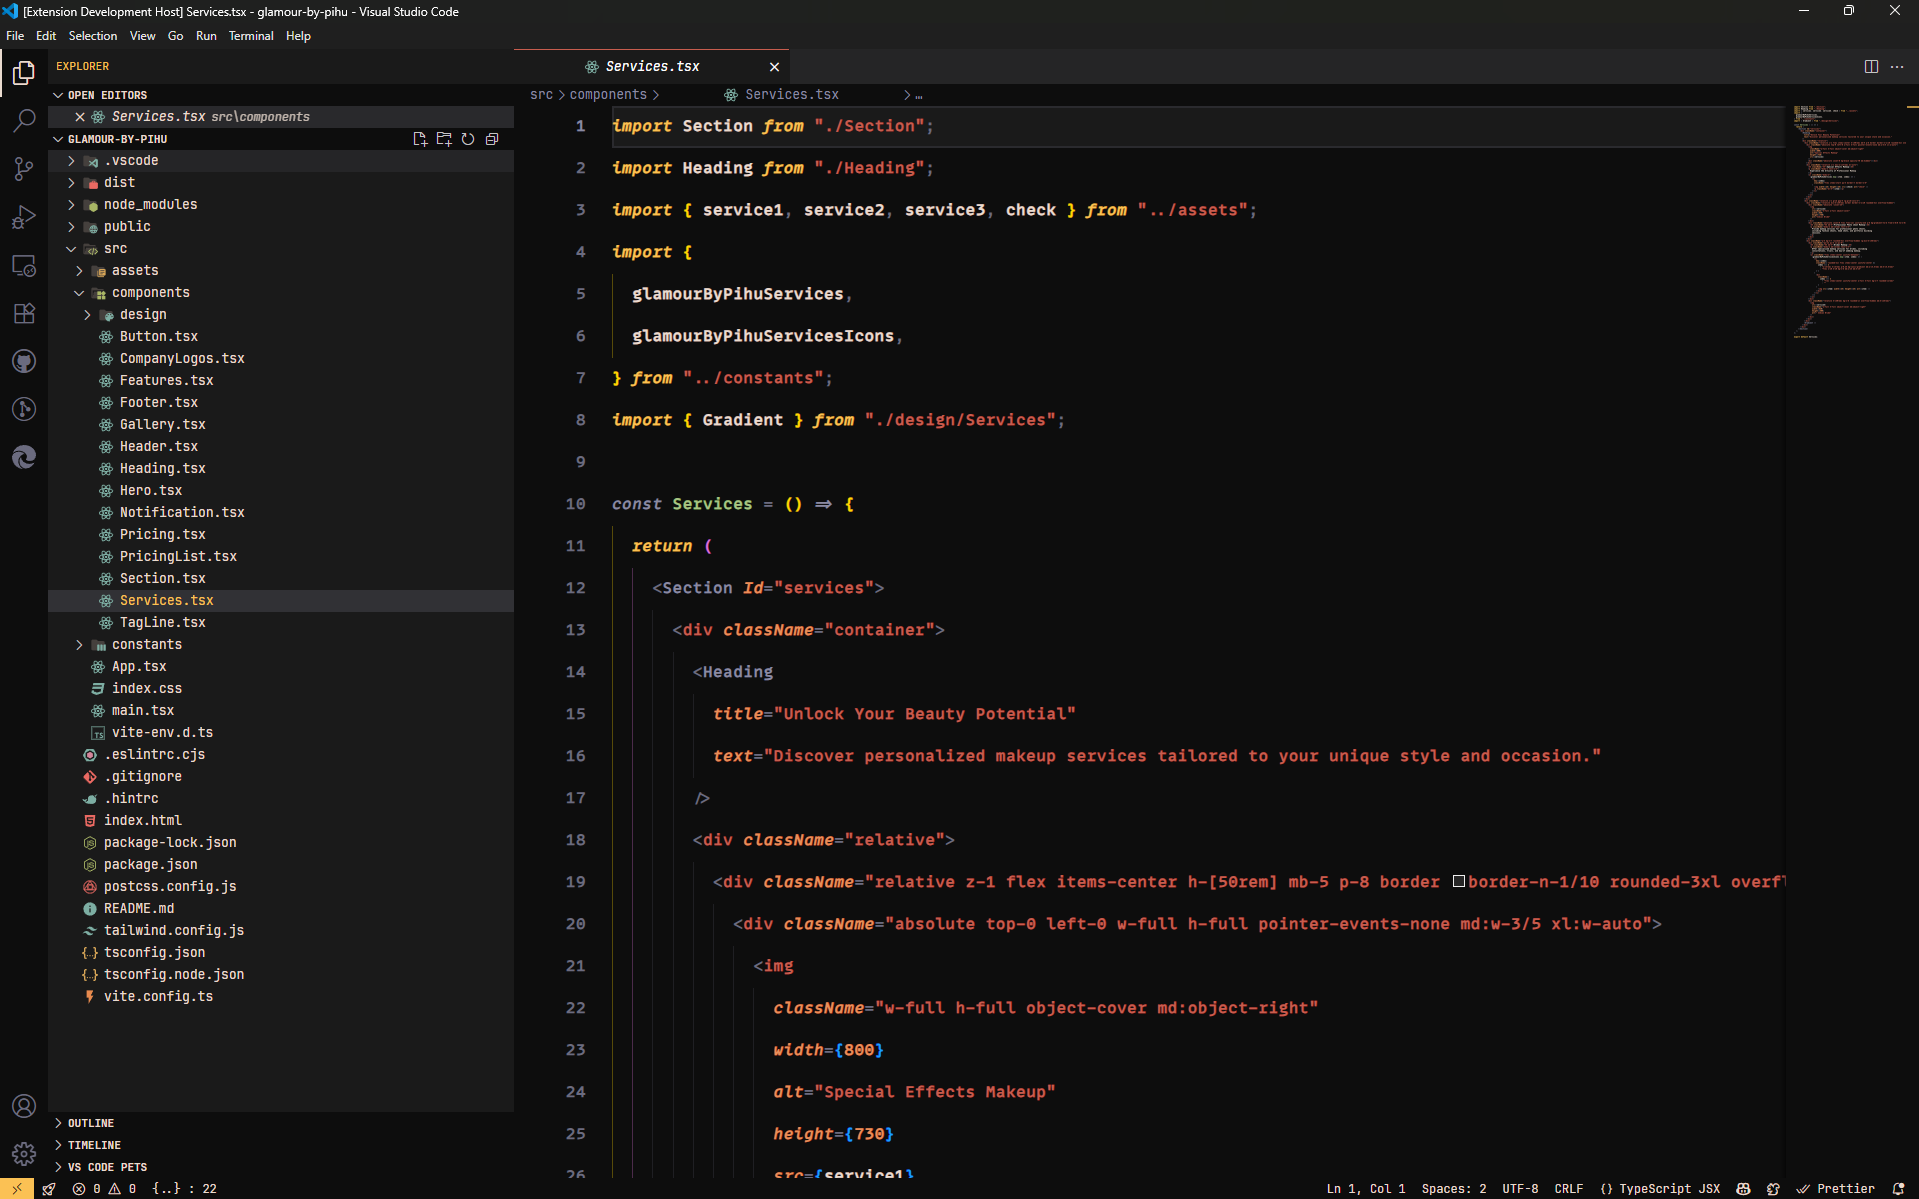 [Extension Development Host] Services.tsx - glamour-by-pihu - Visual Studio Code
File Edit Selection View Go Run Terminal Help
EXPLORER
OPEN EDITORS
Services.tsx src\components
GLAMOUR-BY-PIHU
.vscode
dist
node_modules
public
src
assets
components
design
Button.tsx
CompanyLogos.tsx
Features.tsx
Footer.tsx
Gallery.tsx
Header.tsx
Heading.tsx
Hero.tsx
Notification.tsx
Pricing.tsx
PricingList.tsx
Section.tsx
Services.tsx
TagLine.tsx
constants
App.tsx
index.css
main.tsx
vite-env.d.ts
.eslintrc.cjs
.gitignore
.hintrc
index.html
package-lock.json
package.json
postcss.config.js
README.md
tailwind.config.js
tsconfig.json
tsconfig.node.json
vite.config.ts
OUTLINE
TIMELINE
VS CODE PETS
Services.tsx
src > components > Services.tsx > ...
1 import Section from "./Section";
2 import Heading from "./Heading";
3 import { service1, service2, service3, check } from "../assets";
4 import {
5 glamourByPihuServices,
6 glamourByPihuServicesIcons,
7 } from "../constants";
8 import { Gradient } from "./design/Services";
9
10 const Services = () => {
11 return (
12 <Section Id="services">
13 <div className="container">
14 <Heading
15 title="Unlock Your Beauty Potential"
16 text="Discover personalized makeup services tailored to your unique style and occasion."
17 />
18 <div className="relative">
19 <div className="relative z-1 flex items-center h-[50rem] mb-5 p-8 border border-n-1/10 rounded-3xl overfl
20 <div className="absolute top-0 left-0 w-full h-full pointer-events-none md:w-3/5 xl:w-auto">
21 <img
22 className="w-full h-full object-cover md:object-right"
23 width={800}
24 alt="Special Effects Makeup"
25 height={730}
26 src={service1}
0 0 {..} : 22
Ln 1, Col 1 Spaces: 2 UTF-8 CRLF {} TypeScript JSX Prettier